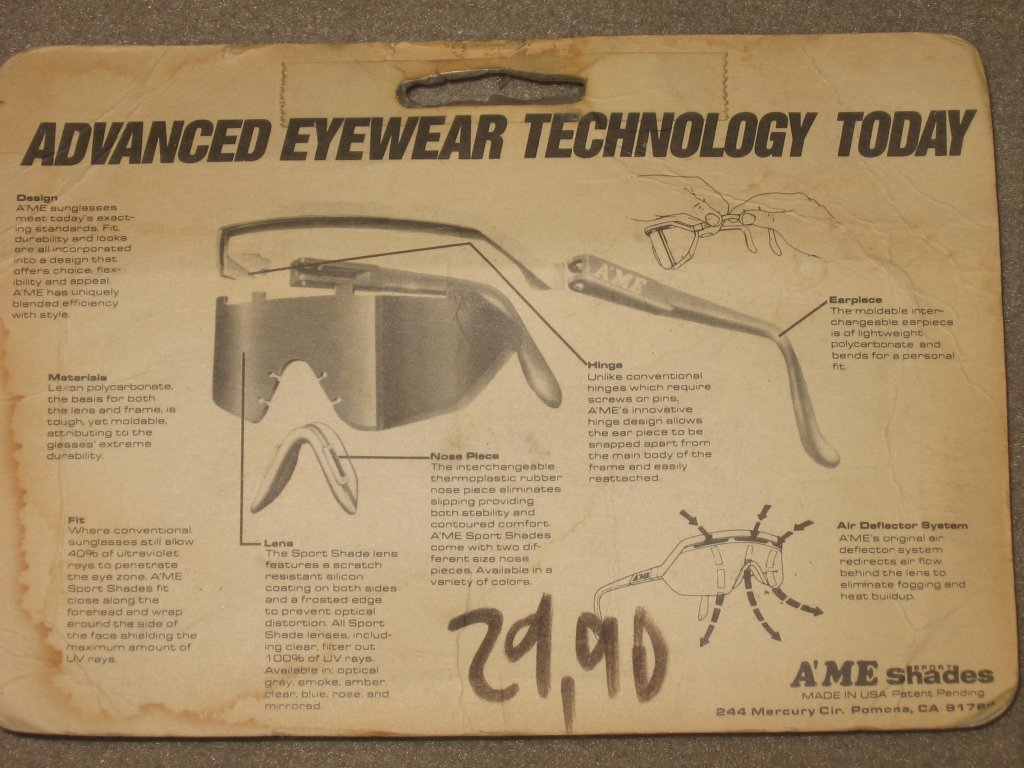 ADVANCED EYEWEAR TECHNOLOGY TODAY
Design
A'ME sunglasses
meet today's exact-
ing standards. Fit,
durability and looks
are all incorporated
into a design that
offers choice, flex-
ibility and appeal.
A'ME has uniquely
blended efficiency
with style.
Materials
Lexan polycarbonate,
the basis for both
the lens and frame, is
tough, yet moldable,
attributing to the
glasses' extreme
durability.
Fit
Where conventional
sunglasses still allow
40% of ultraviolet
rays to penetrate
the eye zone, A'ME
Sport Shades fit
close along the
forehead and wrap
around the side of
the face shielding the
maximum amount of
UV rays.
Lens
The Sport Shade lens
features a scratch
resistant silicon
coating on both sides
and a frosted edge
to prevent optical
distortion. All Sport
Shade lenses, includ-
ing clear, filter out
100% of UV rays.
Available in: optical
gray, smoke, amber,
clear, blue, rose, and
mirrored.
Nose Piece
The interchangeable
thermoplastic rubber
nose piece eliminates
slipping providing
both stability and
contoured comfort.
A'ME Sport Shades
come with two dif-
ferent size nose
pieces. Available in a
variety of colors.
Hinge
Unlike conventional
hinges which require
screws or pins,
A'ME's innovative
hinge design allows
the ear piece to be
snapped apart from
the main body of the
frame and easily
reattached.
A'ME
Earpiece
The moldable inter-
changeable earpiece
is of lightweight
polycarbonate and
bends for a personal
fit.
Air Deflector System
A'ME's original air
deflector system
redirects air flow
behind the lens to
eliminate fogging and
heat buildup.
A'ME
29,90
A'ME SPORT Shades
MADE IN USA Patent Pending
244 Mercury Cir. Pomona, CA 9176